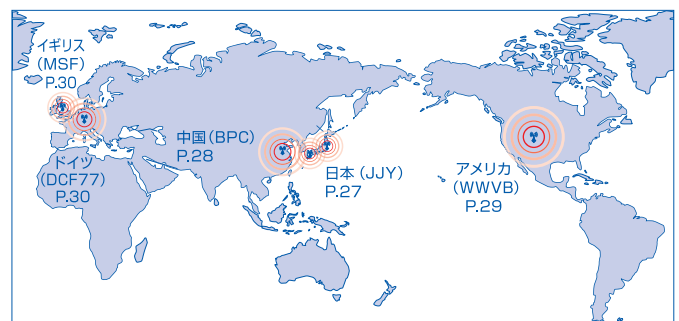 イギリス
（MSF）
P.30
ドイツ
（DCF77）
P.30
中国（BPC）
P.28
日本（JJY）
P.27
アメリカ
（WWVB）
P.29